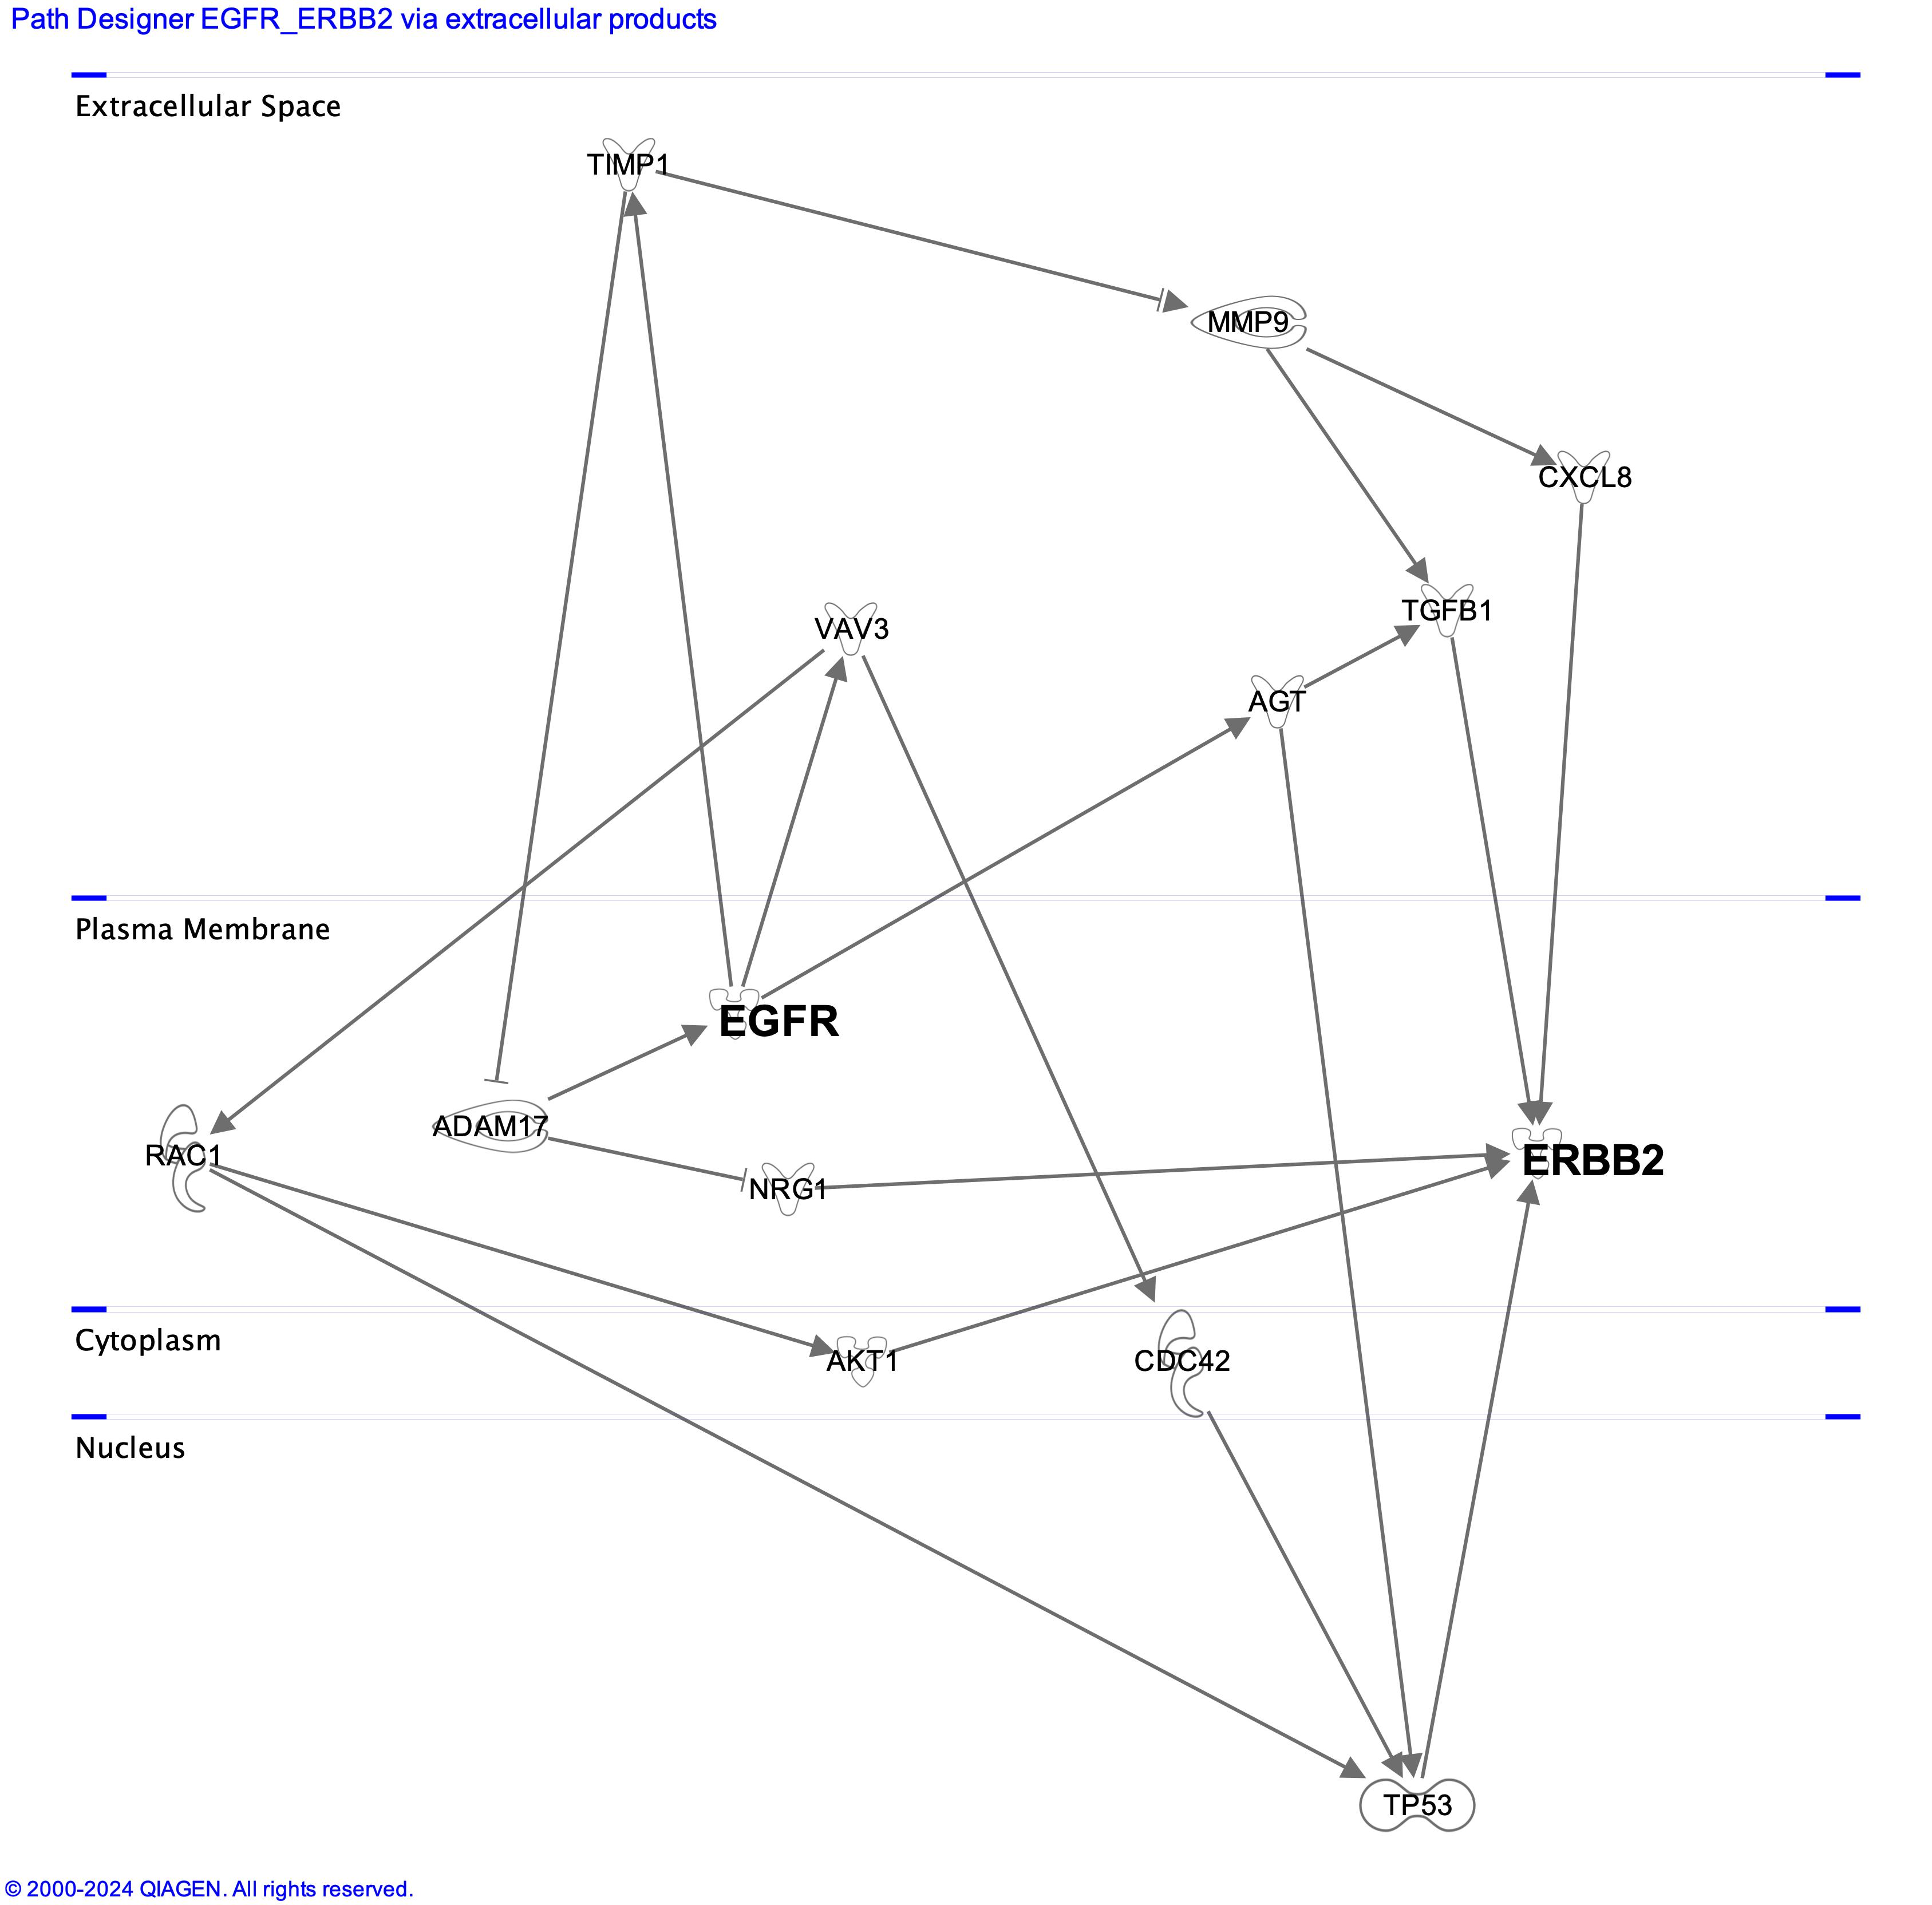 Path Designer EGFR_ERBB2 via extracellular products
Extracellular Space
TIMP1
MMP9
CXCL8
TGFB1
VAV3
AGT
Plasma Membrane
EGFR
ADAM17
RAC1
ERBB2
NRG1
Cytoplasm
AKT1
CDC42
Nucleus
TP53
© 2000-2024 QIAGEN. All rights reserved.